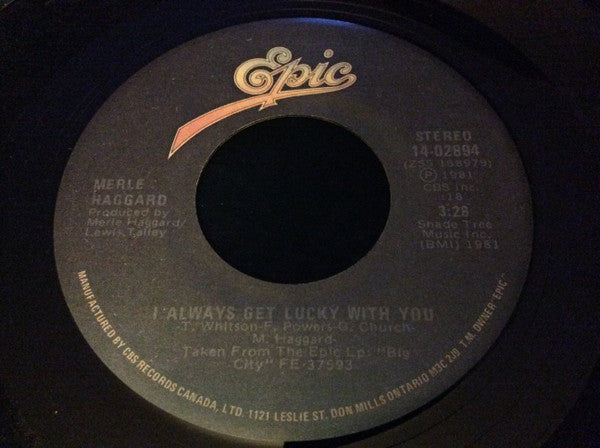 Epic
STEREO
14-02894
(ZSS 168979)
Ⓟ 1981
CBS Inc.
18
3:28
Shade Tree
Music Inc.
(BMI) 1981
MERLE
HAGGARD
Produced by
Merle Haggard/
Lewis Talley
I ALWAYS GET LUCKY WITH YOU
-T. Whitson-F. Powers-G. Church-
M. Haggard-
Taken From The Epic Lp: "Big
City" FE-37593
MANUFACTURED BY CBS RECORDS CANADA, LTD. 1121 LESLIE ST. DON MILLS ONTARIO M3C 2J9 T.M. OWNER "EPIC"